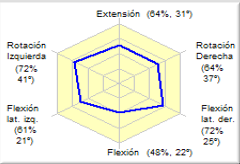 Extensión (64%, 31º)
Rotación
Izquierda
(72%
41º)
Rotación
Derecha
(64%
37º)
Flexión
lat. izq.
(61%
21º)
Flexión
lat. der.
(72%
25º)
Flexión (48%, 22º)